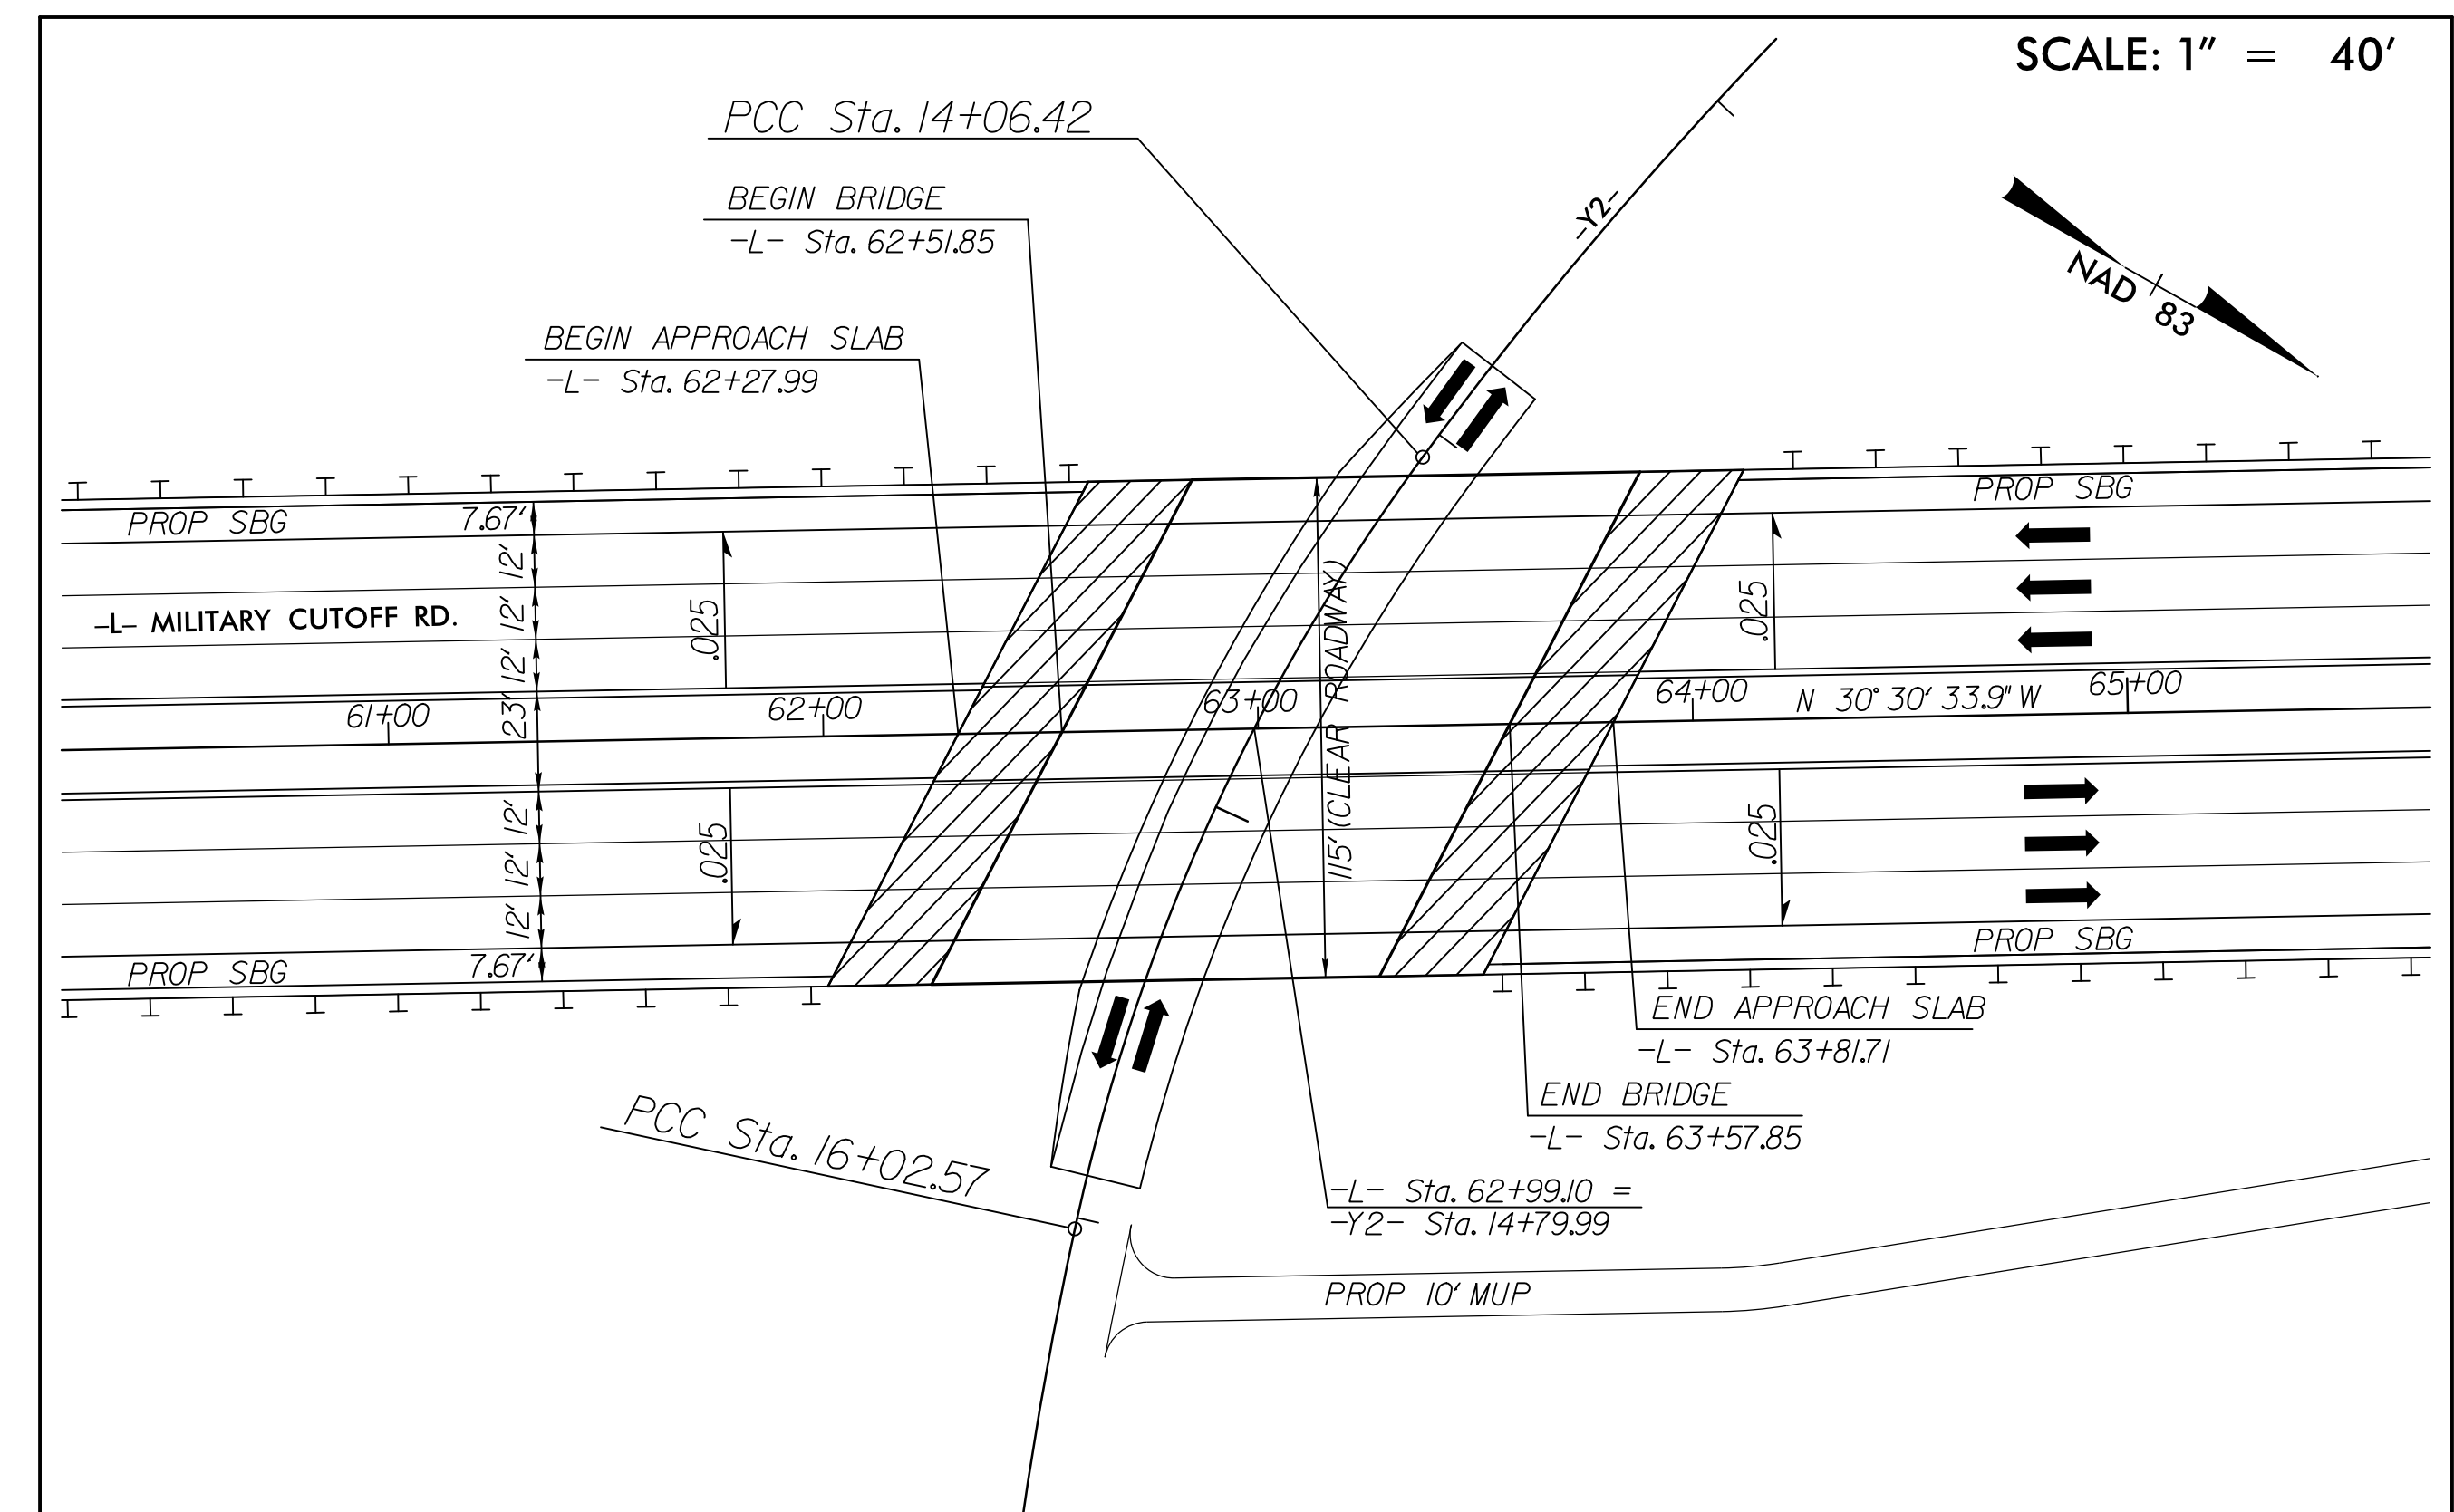 SCALE: 1" = 40'
PCC Sta. 14+06.42
BEGIN BRIDGE
-L- Sta. 62+51.85
-Y2-
NAD 83
BEGIN APPROACH SLAB
-L- Sta. 62+27.99
PROP SBG
7.67'
PROP SBG
12'
12'
12'
-L- MILITARY CUTOFF RD.
.025
.025
115' (CLEAR ROADWAY)
61+00
23'
62+00
63+00
64+00
N 30° 30' 33.9" W
65+00
12'
12'
12'
.025
.025
PROP SBG
7.67'
PROP SBG
END APPROACH SLAB
-L- Sta. 63+81.71
END BRIDGE
-L- Sta. 63+57.85
PCC Sta. 16+02.57
-L- Sta. 62+99.10 =
-Y2- Sta. 14+79.99
PROP 10' MUP